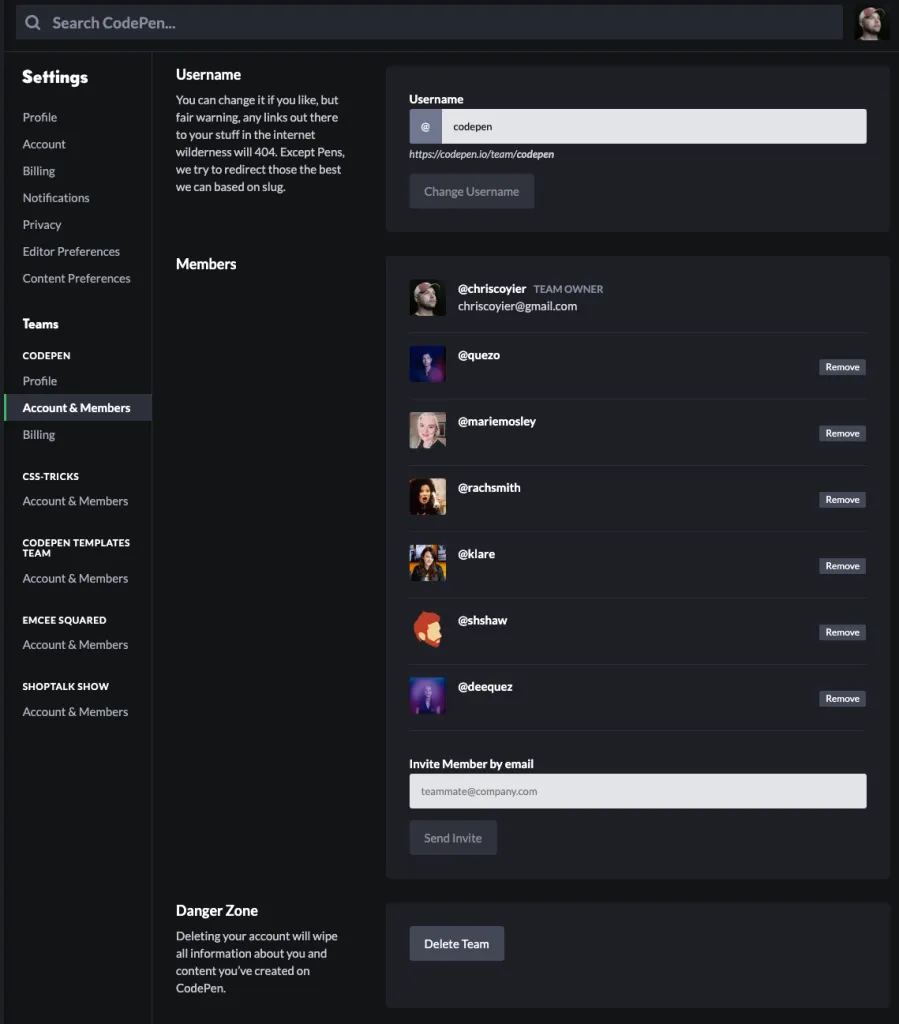 Search CodePen...
Settings
Profile
Account
Billing
Notifications
Privacy
Editor Preferences
Content Preferences
Teams
CODEPEN
Profile
Account & Members
Billing
CSS-TRICKS
Account & Members
CODEPEN TEMPLATES
TEAM
Account & Members
EMCEE SQUARED
Account & Members
SHOPTALK SHOW
Account & Members
Username
You can change it if you like, but
fair warning, any links out there
to your stuff in the internet
wilderness will 404. Except Pens,
we try to redirect those the best
we can based on slug.
Username
@ codepen
https://codepen.io/team/codepen
Change Username
Members
@chriscoyier TEAM OWNER
chriscoyier@gmail.com
@quezo
Remove
@mariemosley
Remove
@rachsmith
Remove
@klare
Remove
@shshaw
Remove
@deequez
Remove
Invite Member by email
teammate@company.com
Send Invite
Danger Zone
Deleting your account will wipe
all information about you and
content you've created on
CodePen.
Delete Team